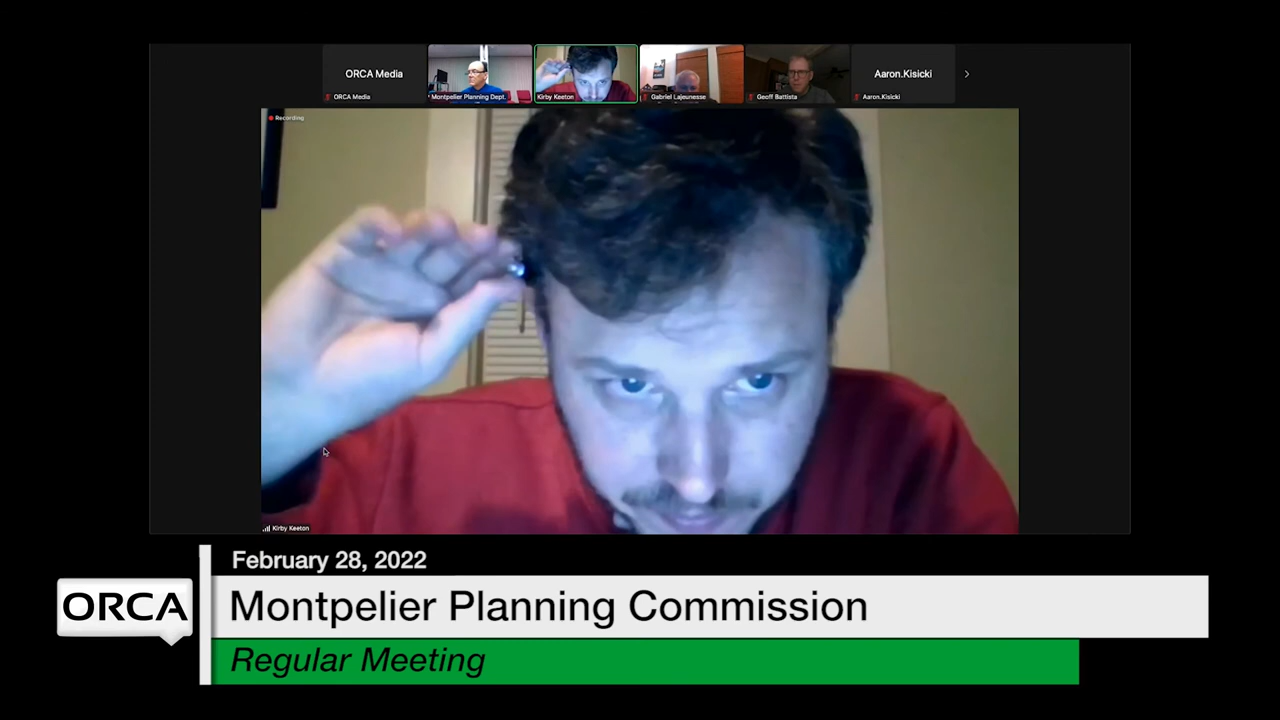 ORCA Media
Aaron.Kisicki
ORCA Media
Montpelier Planning Dept.
Kirby Keeton
Gabriel Lajeunesse
Geoff Battista
Aaron.Kisicki
Recording
Kirby Keeton
February 28, 2022
ORCA
Montpelier Planning Commission
Regular Meeting